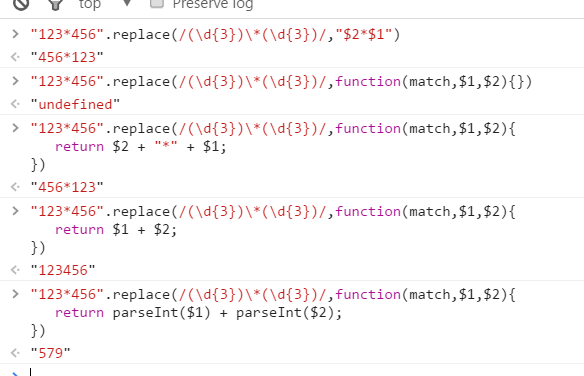 top ▼ Preserve log
> "123*456".replace(/(\d{3})\*(\d{3})/,"$2*$1")
< "456*123"
> "123*456".replace(/(\d{3})\*(\d{3})/,function(match,$1,$2){})
< "undefined"
> "123*456".replace(/(\d{3})\*(\d{3})/,function(match,$1,$2){
return $2 + "*" + $1;
})
< "456*123"
> "123*456".replace(/(\d{3})\*(\d{3})/,function(match,$1,$2){
return $1 + $2;
})
< "123456"
> "123*456".replace(/(\d{3})\*(\d{3})/,function(match,$1,$2){
return parseInt($1) + parseInt($2);
})
< "579"
>